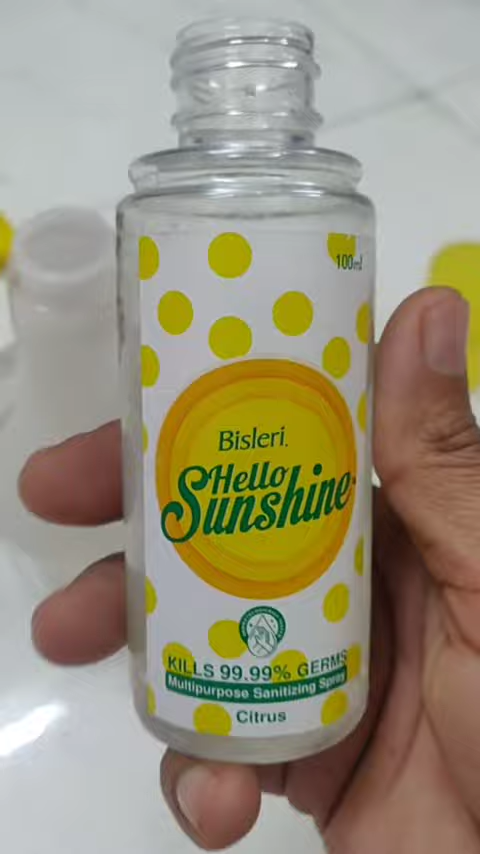 100ml
Bisleri.
Hello
Sunshine
KILLS 99.99% GERMS
Multipurpose Sanitizing Spray
Citrus